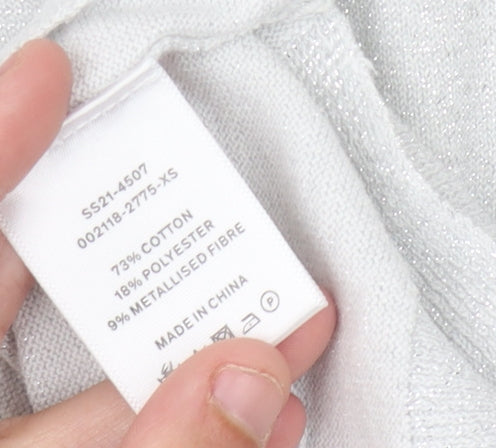 SS21-4507
002118-2775-XS
73% COTTON
18% POLYESTER
9% METALLISED FIBRE
MADE IN CHINA
P